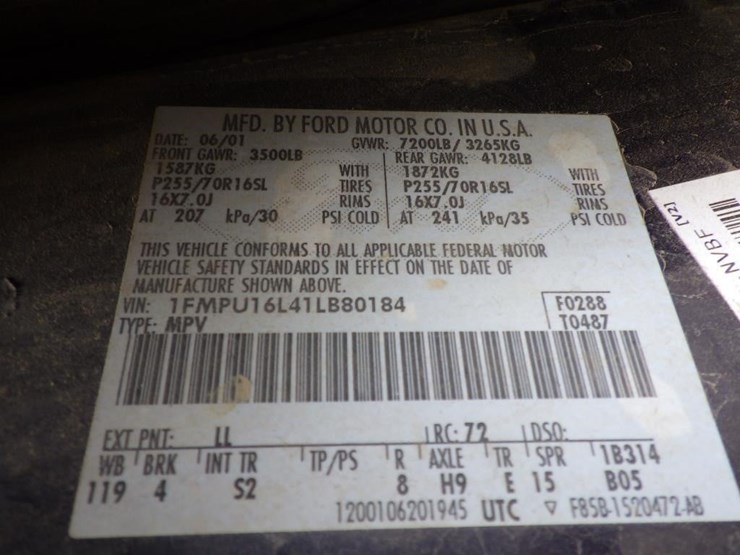 MFD. BY FORD MOTOR CO. IN U.S.A.
DATE: 06/01 GVWR: 7200LB/ 3265KG
FRONT GAWR: 3500LB REAR GAWR: 4128LB
1587KG WITH 1872KG WITH
P255/70R16SL TIRES P255/70R16SL TIRES
16X7.0J RIMS 16X7.0J RIMS
AT 207 kPa/30 PSI COLD AT 241 kPa/35 PSI COLD
THIS VEHICLE CONFORMS TO ALL APPLICABLE FEDERAL MOTOR
VEHICLE SAFETY STANDARDS IN EFFECT ON THE DATE OF
MANUFACTURE SHOWN ABOVE.
VIN: 1FMPU16L41LB80184 F0288
TYPE: MPV T0487
EXT PNT: LL RC: 72 DSO:
WB BRK INT TR TP/PS R AXLE TR SPR 1B314
119 4 S2 8 H9 E 15 B05
1200106201945 UTC ▽ F85B-1520472-AB
NVBF [V2]